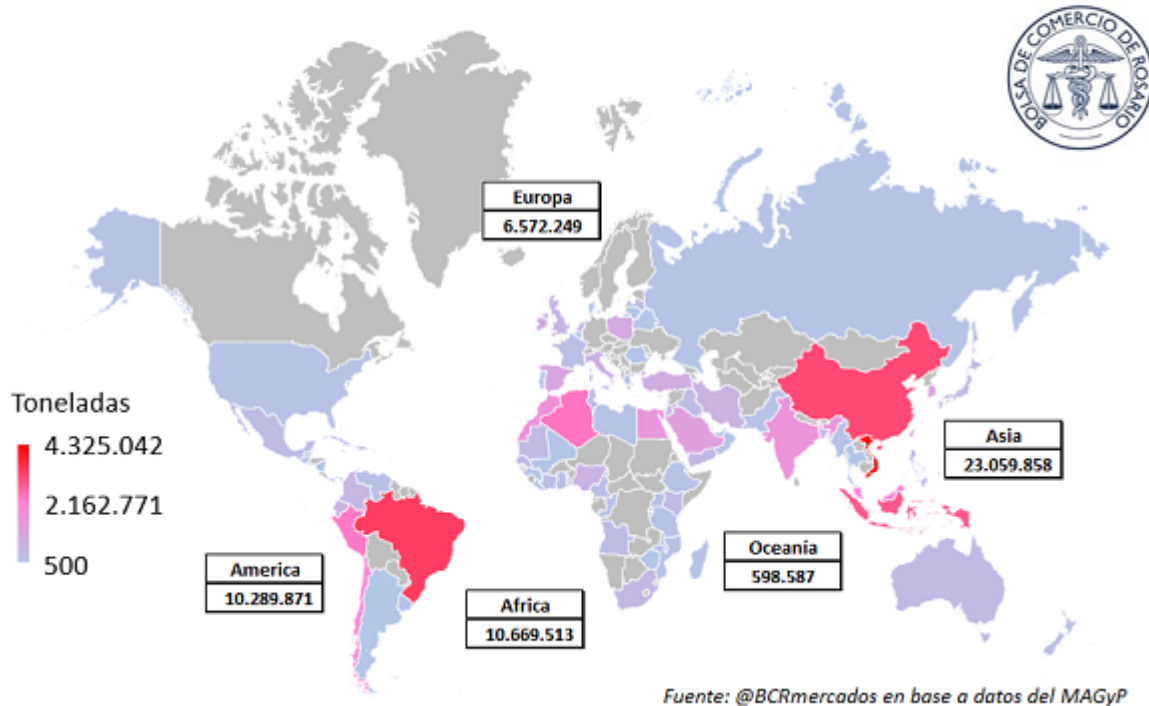 BOLSA DE COMERCIO DE ROSARIO
Europa
6.572.249
Toneladas
4.325.042
2.162.771
500
Asia
23.059.858
Oceanía
598.587
America
10.289.871
Africa
10.669.513
Fuente: @BCRmercados en base a datos del MAGyP